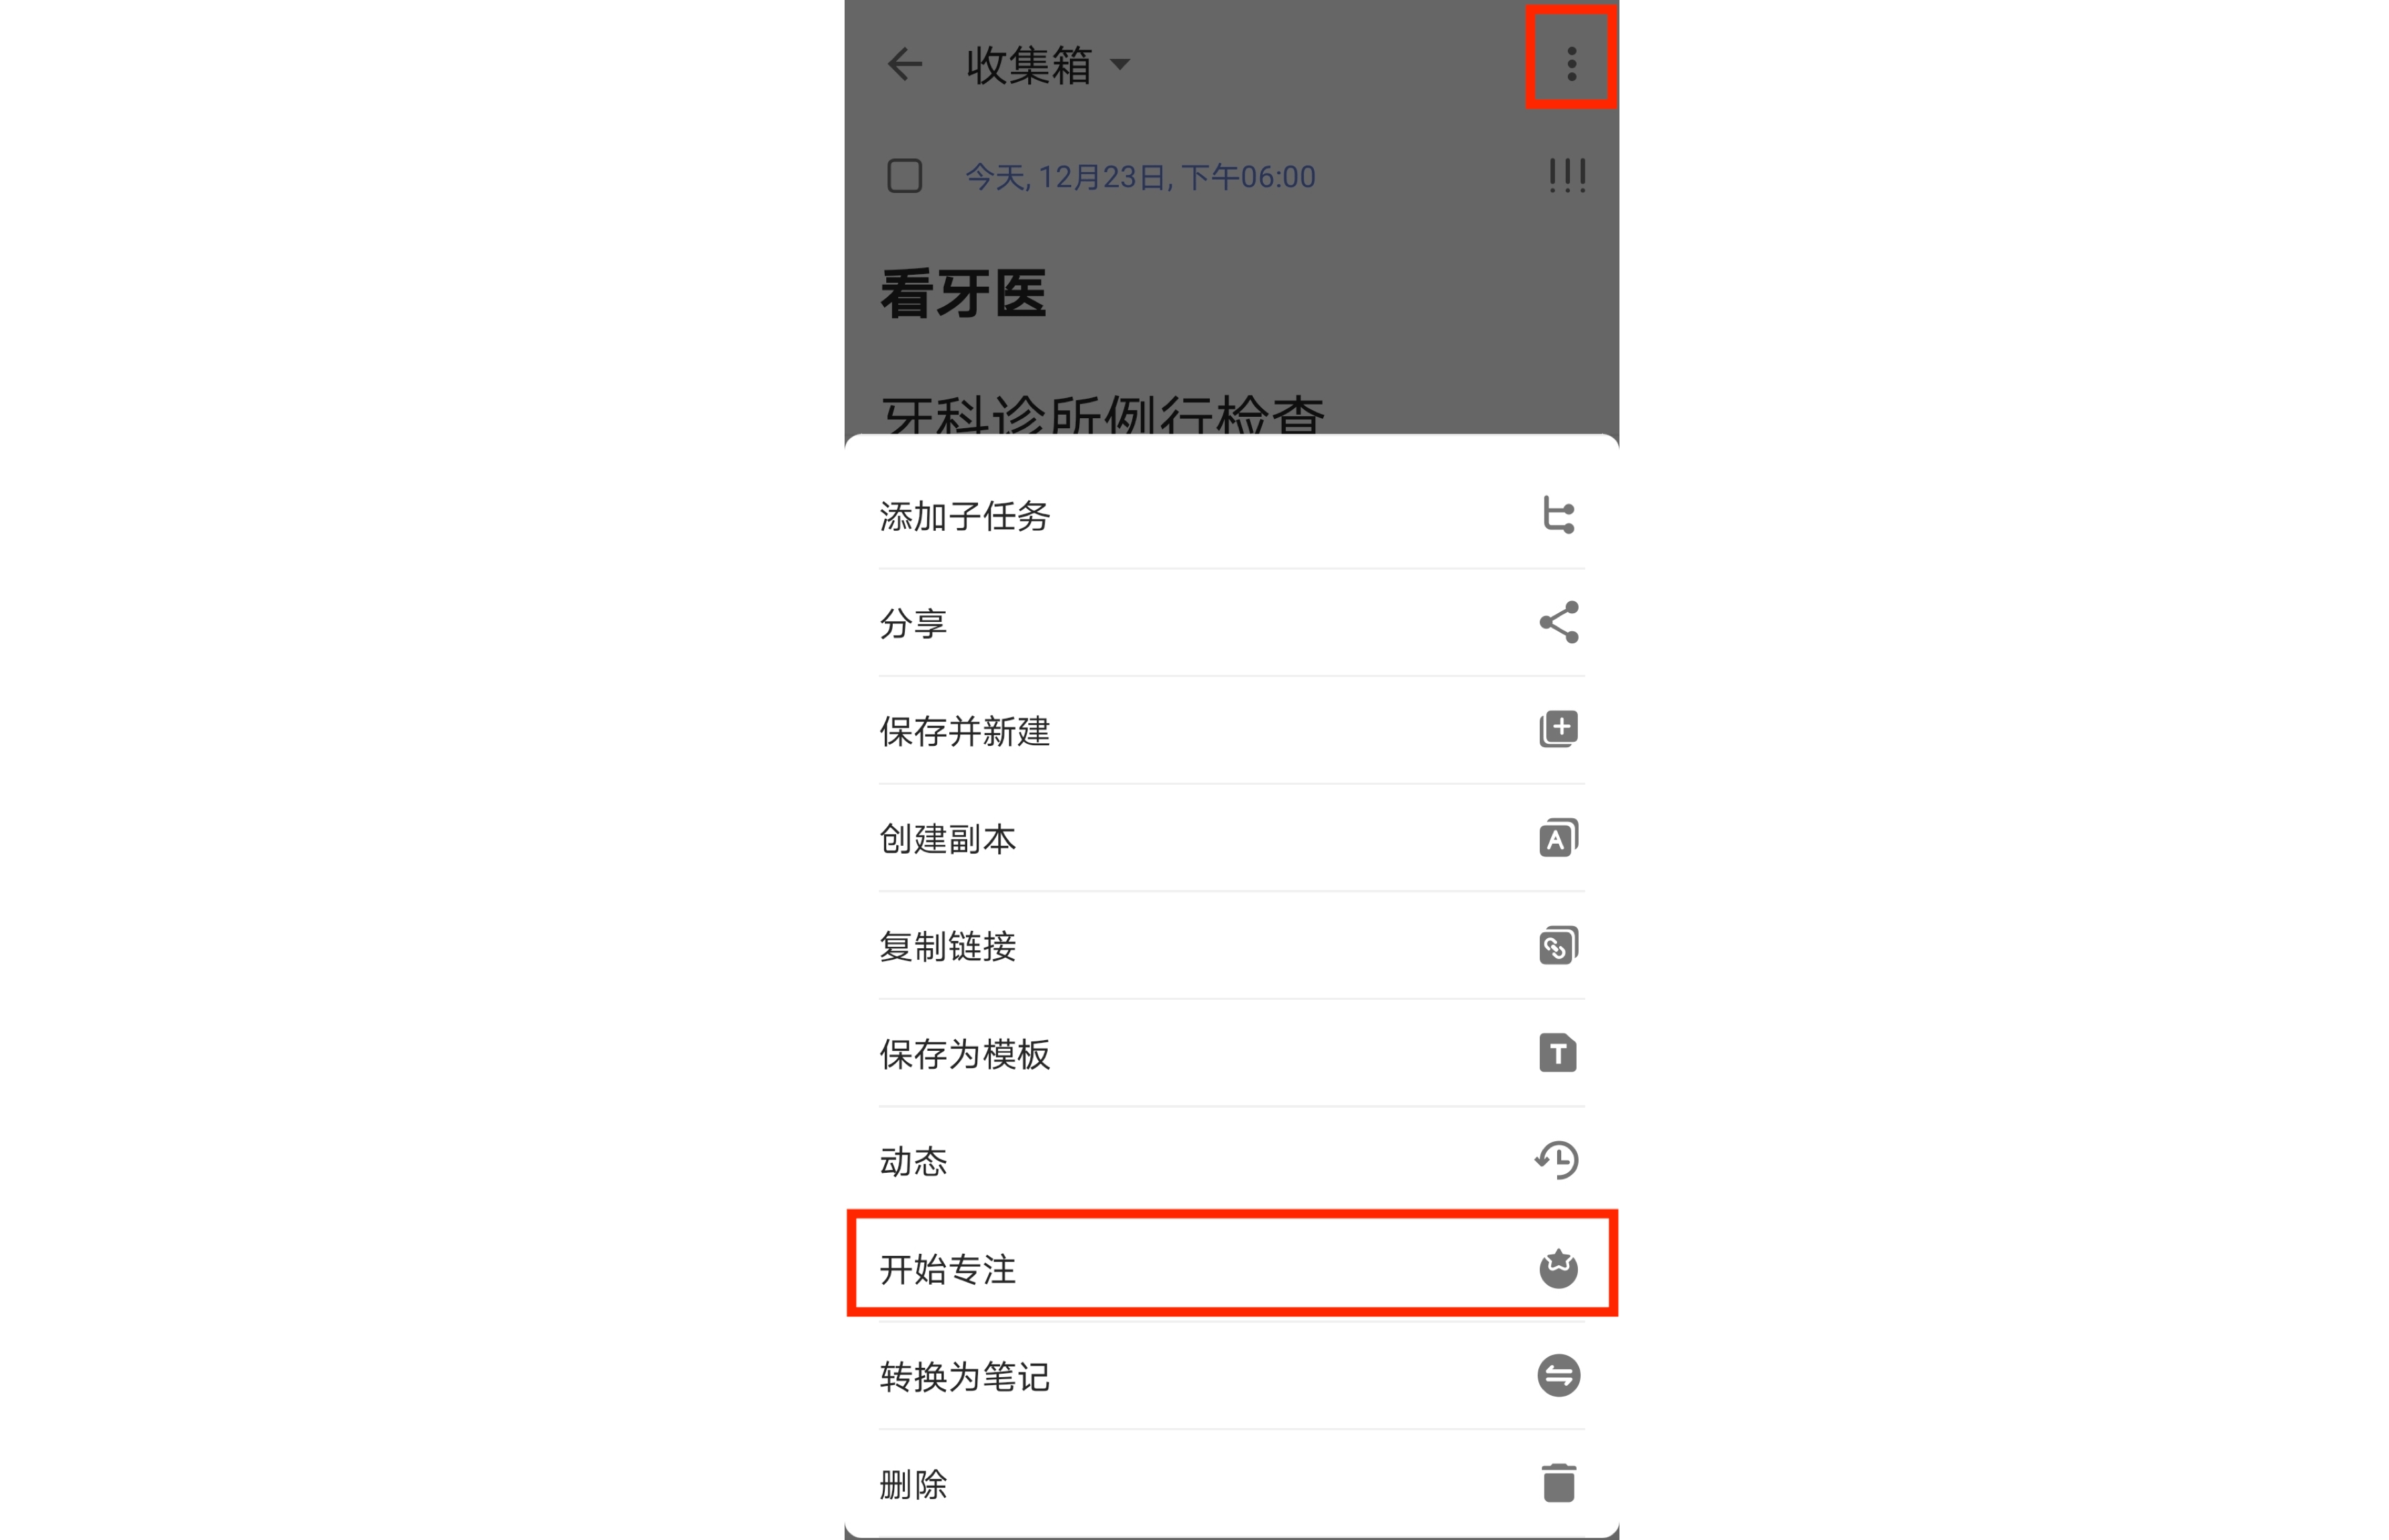 收集箱
今天, 12月23日, 下午06:00
看牙医
牙科诊所例行检查
添加子任务
分享
保存并新建
创建副本
复制链接
保存为模板
动态
开始专注
转换为笔记
删除